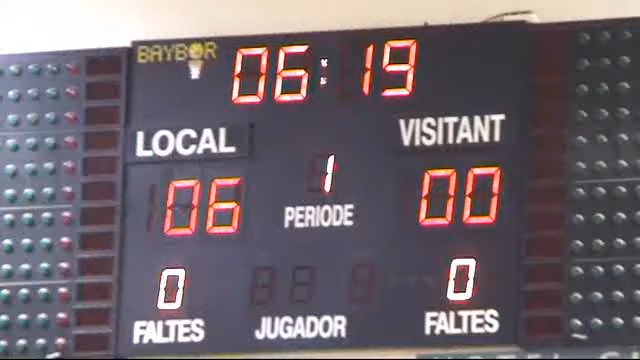 BAYBOR
06:19
LOCAL
VISITANT
06
1
00
PERIODE
0
0
FALTES
JUGADOR
FALTES